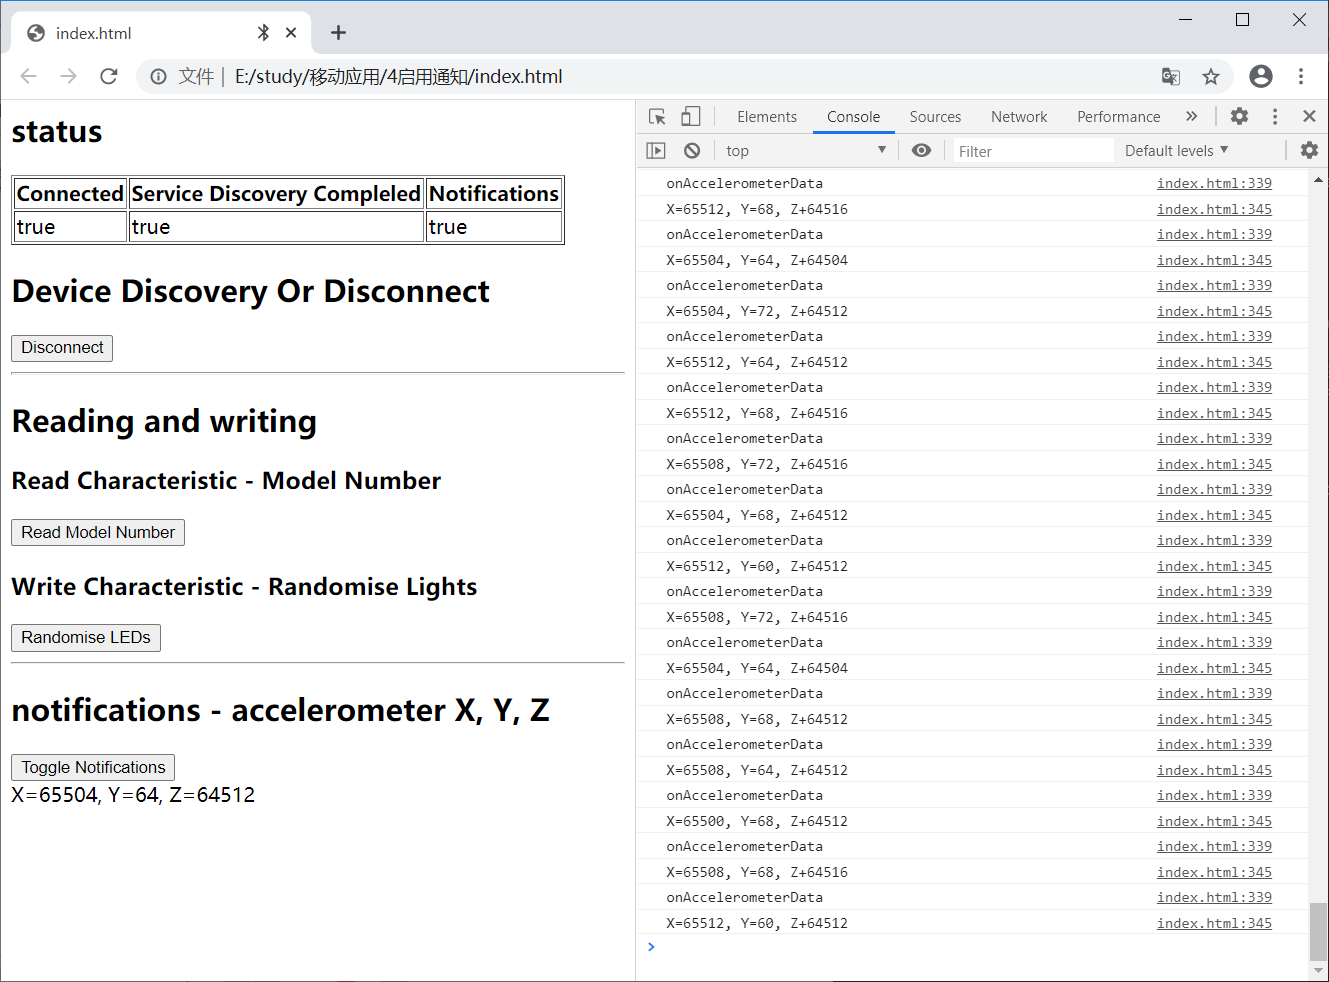 index.html
文件 | E:/study/移动应用/4启用通知/index.html
status
Connected Service Discovery Compleled Notifications
true true true
Device Discovery Or Disconnect
Disconnect
Reading and writing
Read Characteristic - Model Number
Read Model Number
Write Characteristic - Randomise Lights
Randomise LEDs
notifications - accelerometer X, Y, Z
Toggle Notifications
X=65504, Y=64, Z=64512
Elements Console Sources Network Performance »
top Filter Default levels
onAccelerometerData index.html:339
X=65512, Y=68, Z+64516 index.html:345
onAccelerometerData index.html:339
X=65504, Y=64, Z+64504 index.html:345
onAccelerometerData index.html:339
X=65504, Y=72, Z+64512 index.html:345
onAccelerometerData index.html:339
X=65512, Y=64, Z+64512 index.html:345
onAccelerometerData index.html:339
X=65512, Y=68, Z+64516 index.html:345
onAccelerometerData index.html:339
X=65508, Y=72, Z+64516 index.html:345
onAccelerometerData index.html:339
X=65504, Y=68, Z+64512 index.html:345
onAccelerometerData index.html:339
X=65512, Y=60, Z+64512 index.html:345
onAccelerometerData index.html:339
X=65508, Y=72, Z+64516 index.html:345
onAccelerometerData index.html:339
X=65504, Y=64, Z+64504 index.html:345
onAccelerometerData index.html:339
X=65508, Y=68, Z+64512 index.html:345
onAccelerometerData index.html:339
X=65508, Y=64, Z+64512 index.html:345
onAccelerometerData index.html:339
X=65500, Y=68, Z+64512 index.html:345
onAccelerometerData index.html:339
X=65508, Y=68, Z+64516 index.html:345
onAccelerometerData index.html:339
X=65512, Y=60, Z+64512 index.html:345